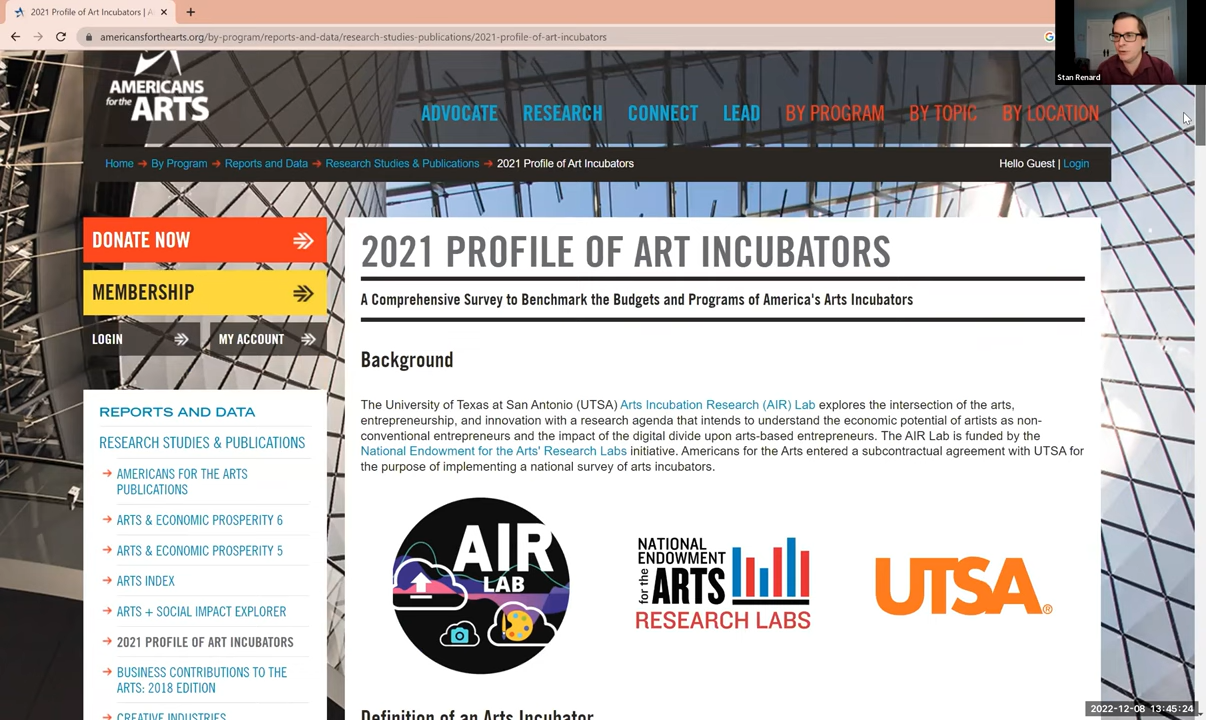 2021 Profile of Art Incubators | A
americansforthearts.org/by-program/reports-and-data/research-studies-publications/2021-profile-of-art-incubators
Stan Renard
AMERICANS
for the ARTS
ADVOCATE RESEARCH CONNECT LEAD BY PROGRAM BY TOPIC BY LOCATION
Home → By Program → Reports and Data → Research Studies & Publications → 2021 Profile of Art Incubators
Hello Guest | Login
DONATE NOW
MEMBERSHIP
LOGIN
MY ACCOUNT
REPORTS AND DATA
RESEARCH STUDIES & PUBLICATIONS
AMERICANS FOR THE ARTS
PUBLICATIONS
ARTS & ECONOMIC PROSPERITY 6
ARTS & ECONOMIC PROSPERITY 5
ARTS INDEX
ARTS + SOCIAL IMPACT EXPLORER
2021 PROFILE OF ART INCUBATORS
BUSINESS CONTRIBUTIONS TO THE
ARTS: 2018 EDITION
CREATIVE INDUSTRIES
2021 PROFILE OF ART INCUBATORS
A Comprehensive Survey to Benchmark the Budgets and Programs of America's Arts Incubators
Background
The University of Texas at San Antonio (UTSA) Arts Incubation Research (AIR) Lab explores the intersection of the arts,
entrepreneurship, and innovation with a research agenda that intends to understand the economic potential of artists as non-
conventional entrepreneurs and the impact of the digital divide upon arts-based entrepreneurs. The AIR Lab is funded by the
National Endowment for the Arts' Research Labs initiative. Americans for the Arts entered a subcontractual agreement with UTSA for
the purpose of implementing a national survey of arts incubators.
AIR
LAB
NATIONAL
ENDOWMENT
for the ARTS
RESEARCH LABS
UTSA®
Definition of an Arts Incubator
2022-12-08 13:45:24